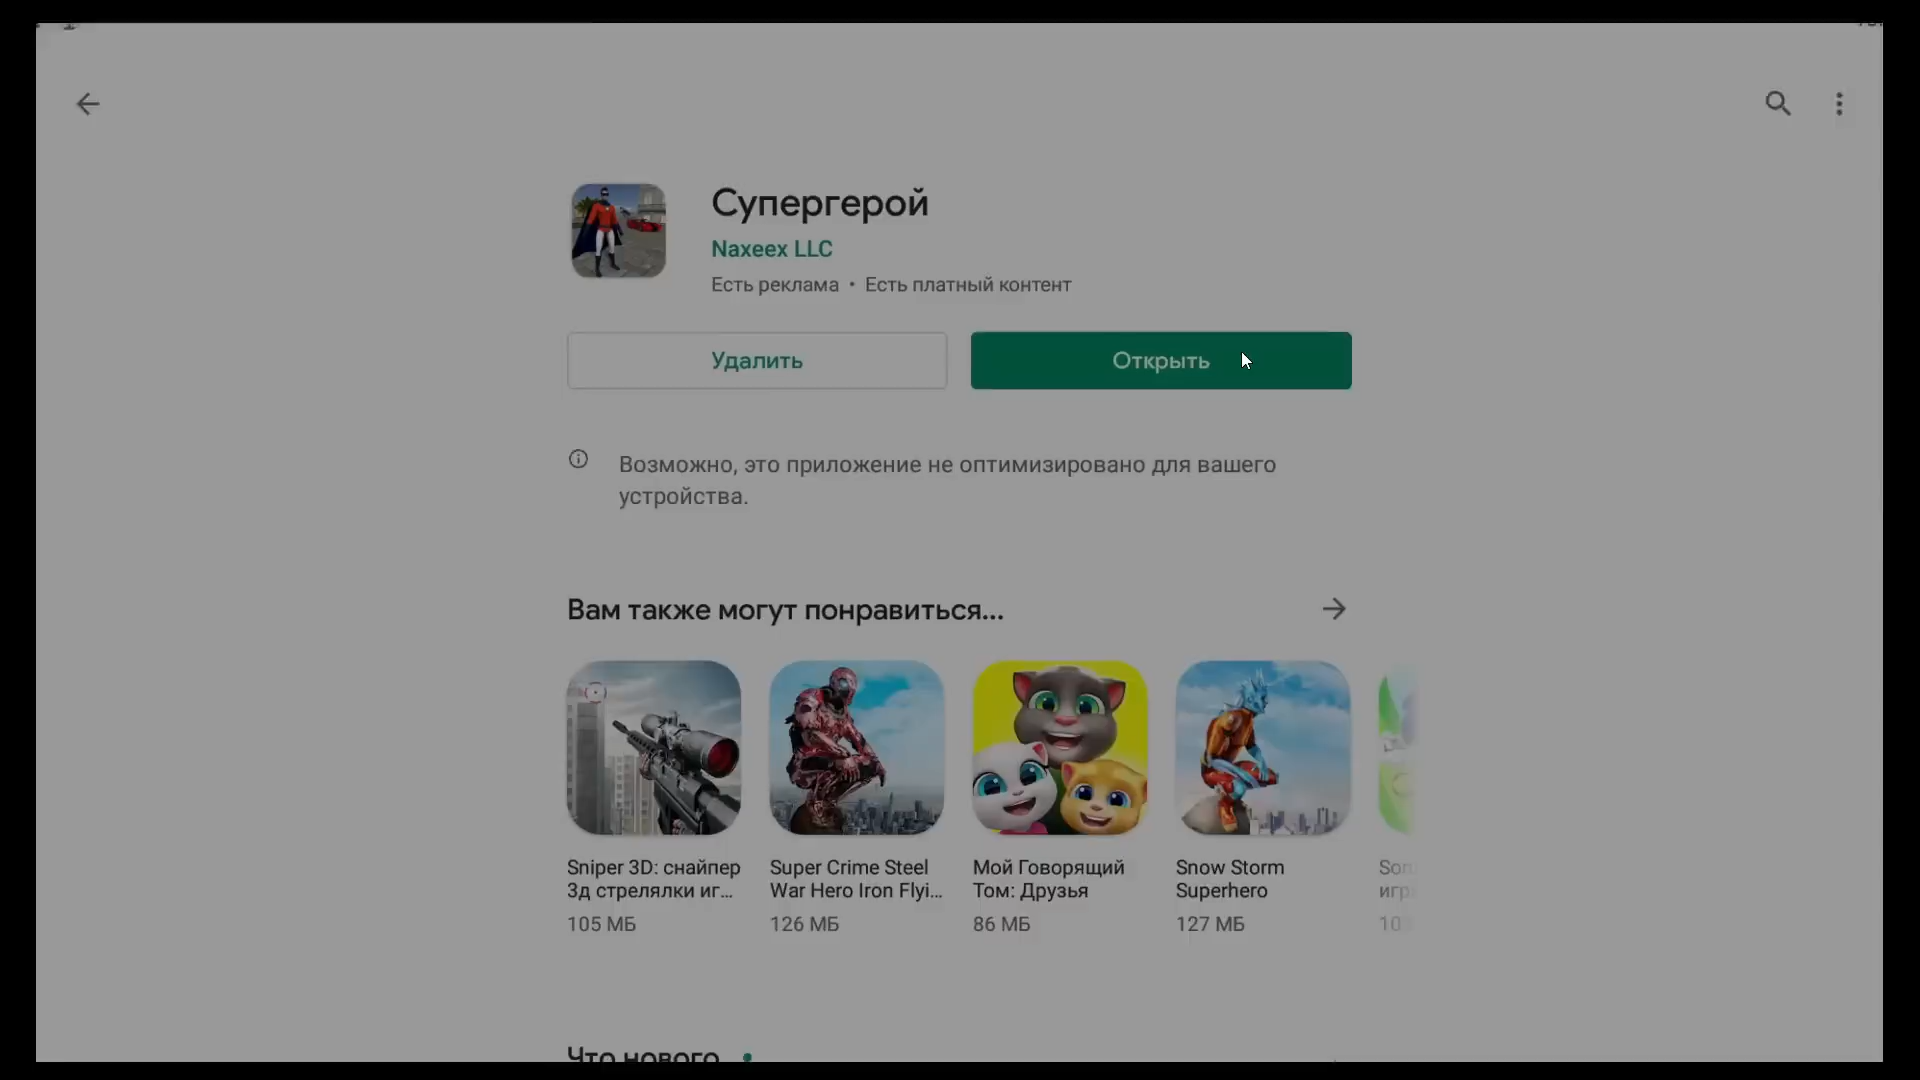 Супергерой
Naxeex LLC
Есть реклама • Есть платный контент
Удалить
Открыть
Возможно, это приложение не оптимизировано для вашего
устройства.
Вам также могут понравиться...
Sniper 3D: снайпер
3д стрелялки иг...
105 МБ
Super Crime Steel
War Hero Iron Flyi...
126 МБ
Мой Говорящий
Том: Друзья
86 МБ
Snow Storm
Superhero
127 МБ
Что нового